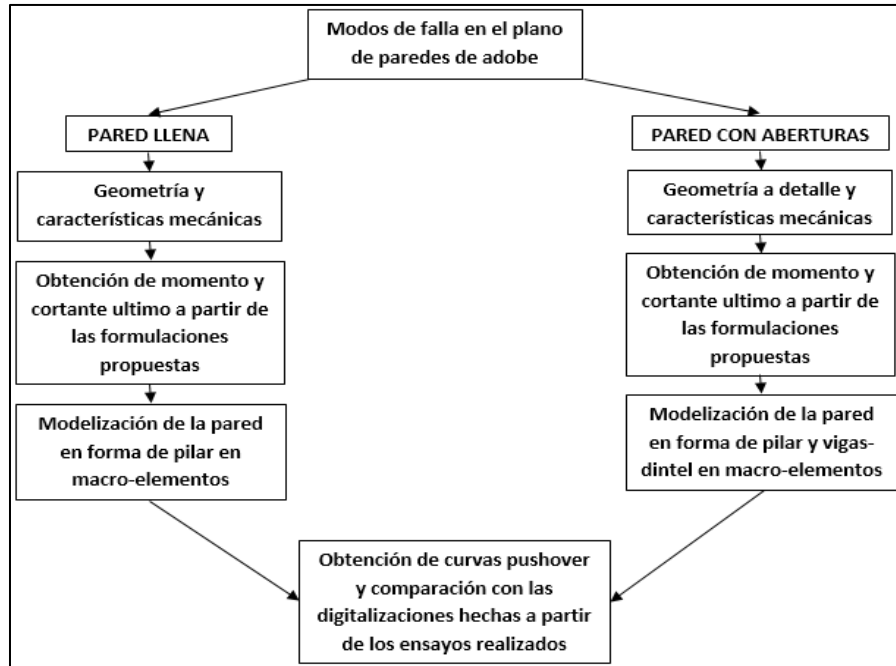 Modos de falla en el plano
de paredes de adobe
PARED LLENA
Geometría y
característícas mecánicas
Obtención de momento y
cortante ultimo a partir de
las formulaciones
propuestas
Modelización de la pared
en forma de pilar en
macro-elementos
PARED CON ABERTURAS
Geometría a detalle y
característícas mecánicas
Obtención de momento y
cortante ultimo a partir de
las formulaciones
propuestas
Modelización de la pared
en forma de pilar y vigas-
dintel en macro-elementos
Obtención de curvas pushover
y comparación con las
digitalizaciones hechas a partir
de los ensayos realizados